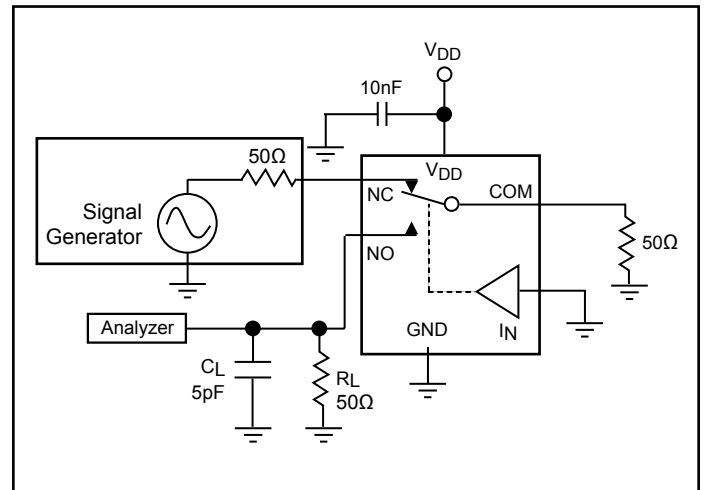 VDD
10nF
50Ω
VDD
NC
COM
Signal
Generator
NO
50Ω
Analyzer
GND
IN
CL
5pF
RL
50Ω